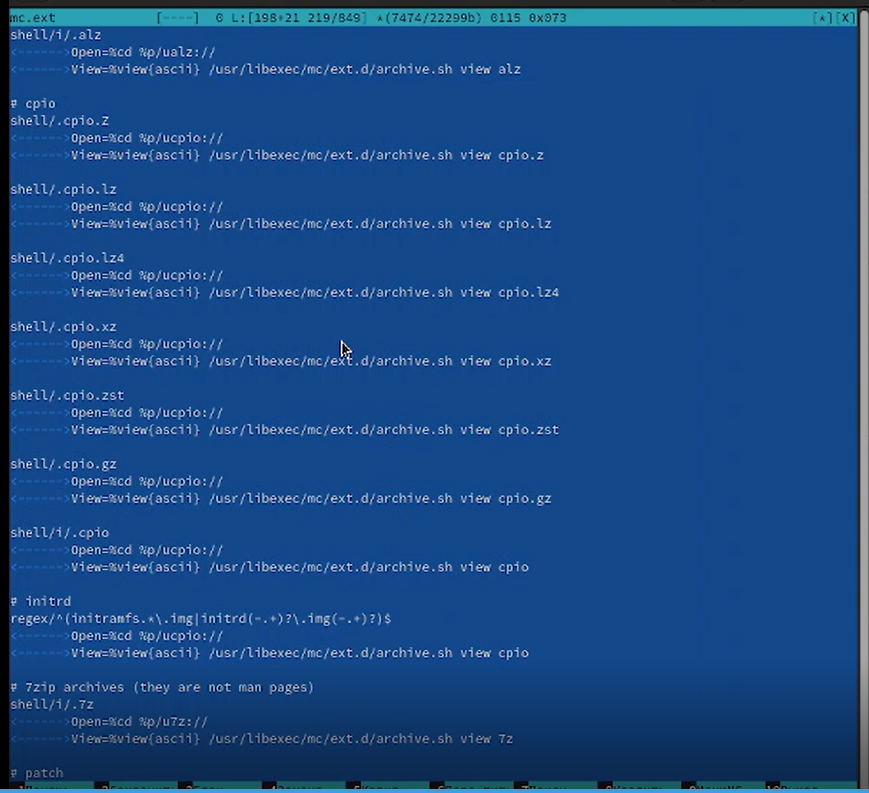 mc.ext [----] 0 L:[198+21 219/849] *(7474/22299b) 0115 0x073 [*][X]
shell/i/.alz
<------>Open=%cd %p/ualz://
<------>View=%view{ascii} /usr/libexec/mc/ext.d/archive.sh view alz
# cpio
shell/.cpio.Z
<------>Open=%cd %p/ucpio://
<------>View=%view{ascii} /usr/libexec/mc/ext.d/archive.sh view cpio.z
shell/.cpio.lz
<------>Open=%cd %p/ucpio://
<------>View=%view{ascii} /usr/libexec/mc/ext.d/archive.sh view cpio.lz
shell/.cpio.lz4
<------>Open=%cd %p/ucpio://
<------>View=%view{ascii} /usr/libexec/mc/ext.d/archive.sh view cpio.lz4
shell/.cpio.xz
<------>Open=%cd %p/ucpio://
<------>View=%view{ascii} /usr/libexec/mc/ext.d/archive.sh view cpio.xz
shell/.cpio.zst
<------>Open=%cd %p/ucpio://
<------>View=%view{ascii} /usr/libexec/mc/ext.d/archive.sh view cpio.zst
shell/.cpio.gz
<------>Open=%cd %p/ucpio://
<------>View=%view{ascii} /usr/libexec/mc/ext.d/archive.sh view cpio.gz
shell/i/.cpio
<------>Open=%cd %p/ucpio://
<------>View=%view{ascii} /usr/libexec/mc/ext.d/archive.sh view cpio
# initrd
regex/^(initramfs.*\.img|initrd(-.+)?\.img(-.+)?)$
<------>Open=%cd %p/ucpio://
<------>View=%view{ascii} /usr/libexec/mc/ext.d/archive.sh view cpio
# 7zip archives (they are not man pages)
shell/i/.7z
<------>Open=%cd %p/u7z://
<------>View=%view{ascii} /usr/libexec/mc/ext.d/archive.sh view 7z
# patch